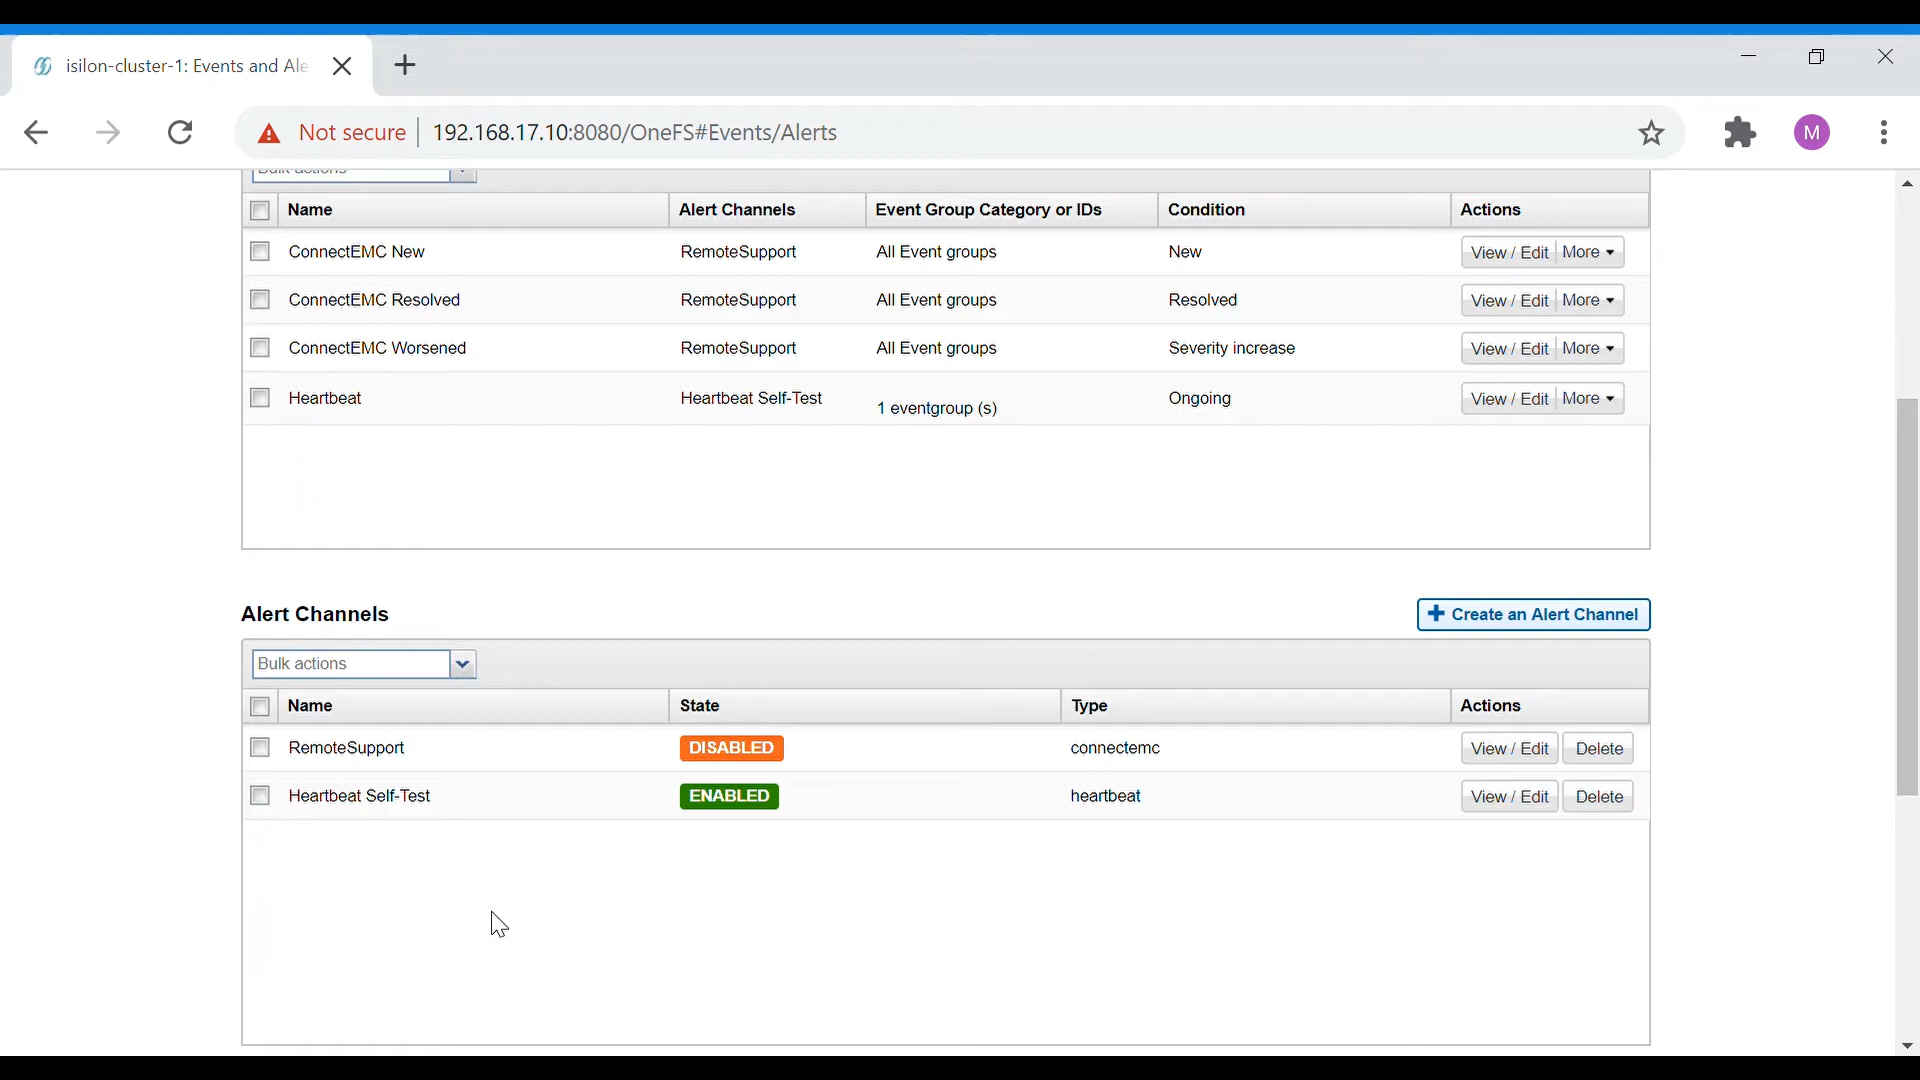 isilon-cluster-1: Events and Ale
Not secure 192.168.17.10:8080/OneFS#Events/Alerts M
Bulk actions
Name Alert Channels Event Group Category or IDs Condition Actions
ConnectEMC New RemoteSupport All Event groups New View / Edit More
ConnectEMC Resolved RemoteSupport All Event groups Resolved View / Edit More
ConnectEMC Worsened RemoteSupport All Event groups Severity increase View / Edit More
Heartbeat Heartbeat Self-Test 1 eventgroup (s) Ongoing View / Edit More
Alert Channels Create an Alert Channel
Bulk actions
Name State Type Actions
RemoteSupport DISABLED connectemc View / Edit Delete
Heartbeat Self-Test ENABLED heartbeat View / Edit Delete